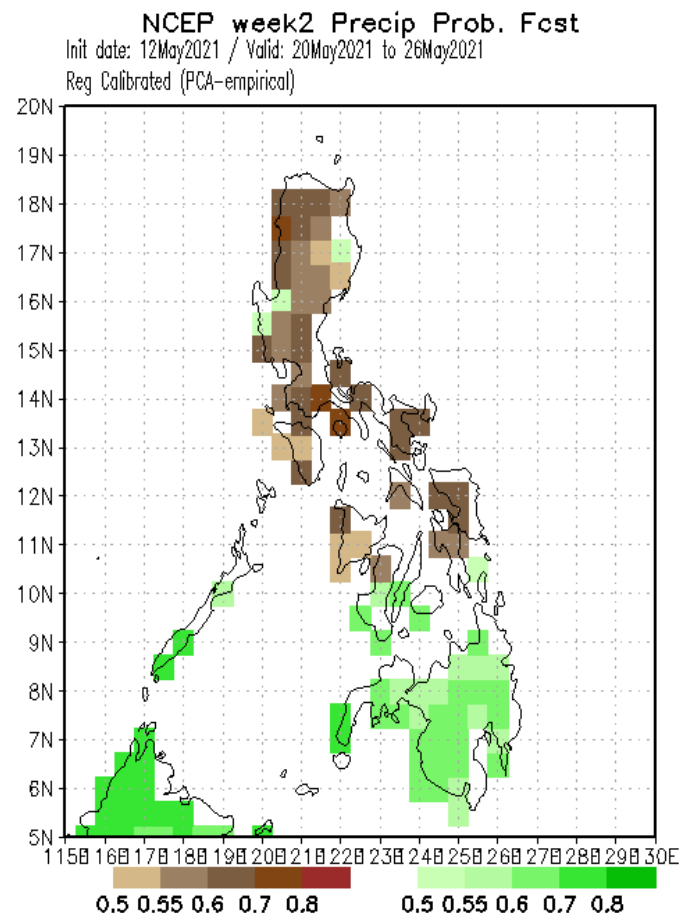 NCEP week2 Precip Prob. Fcst
Init date: 12May2021 / Valid: 20May2021 to 26May2021
Reg Calibrated (PCA-empirical)
20N
19N
18N
17N
16N
15N
14N
13N
12N
11N
10N
9N
8N
7N
6N
5N
115E 116E 117E 118E 119E 120E 121E 122E 123E 124E 125E 126E 127E 128E 129E 130E
0.5 0.55 0.6 0.7 0.8 0.5 0.55 0.6 0.7 0.8